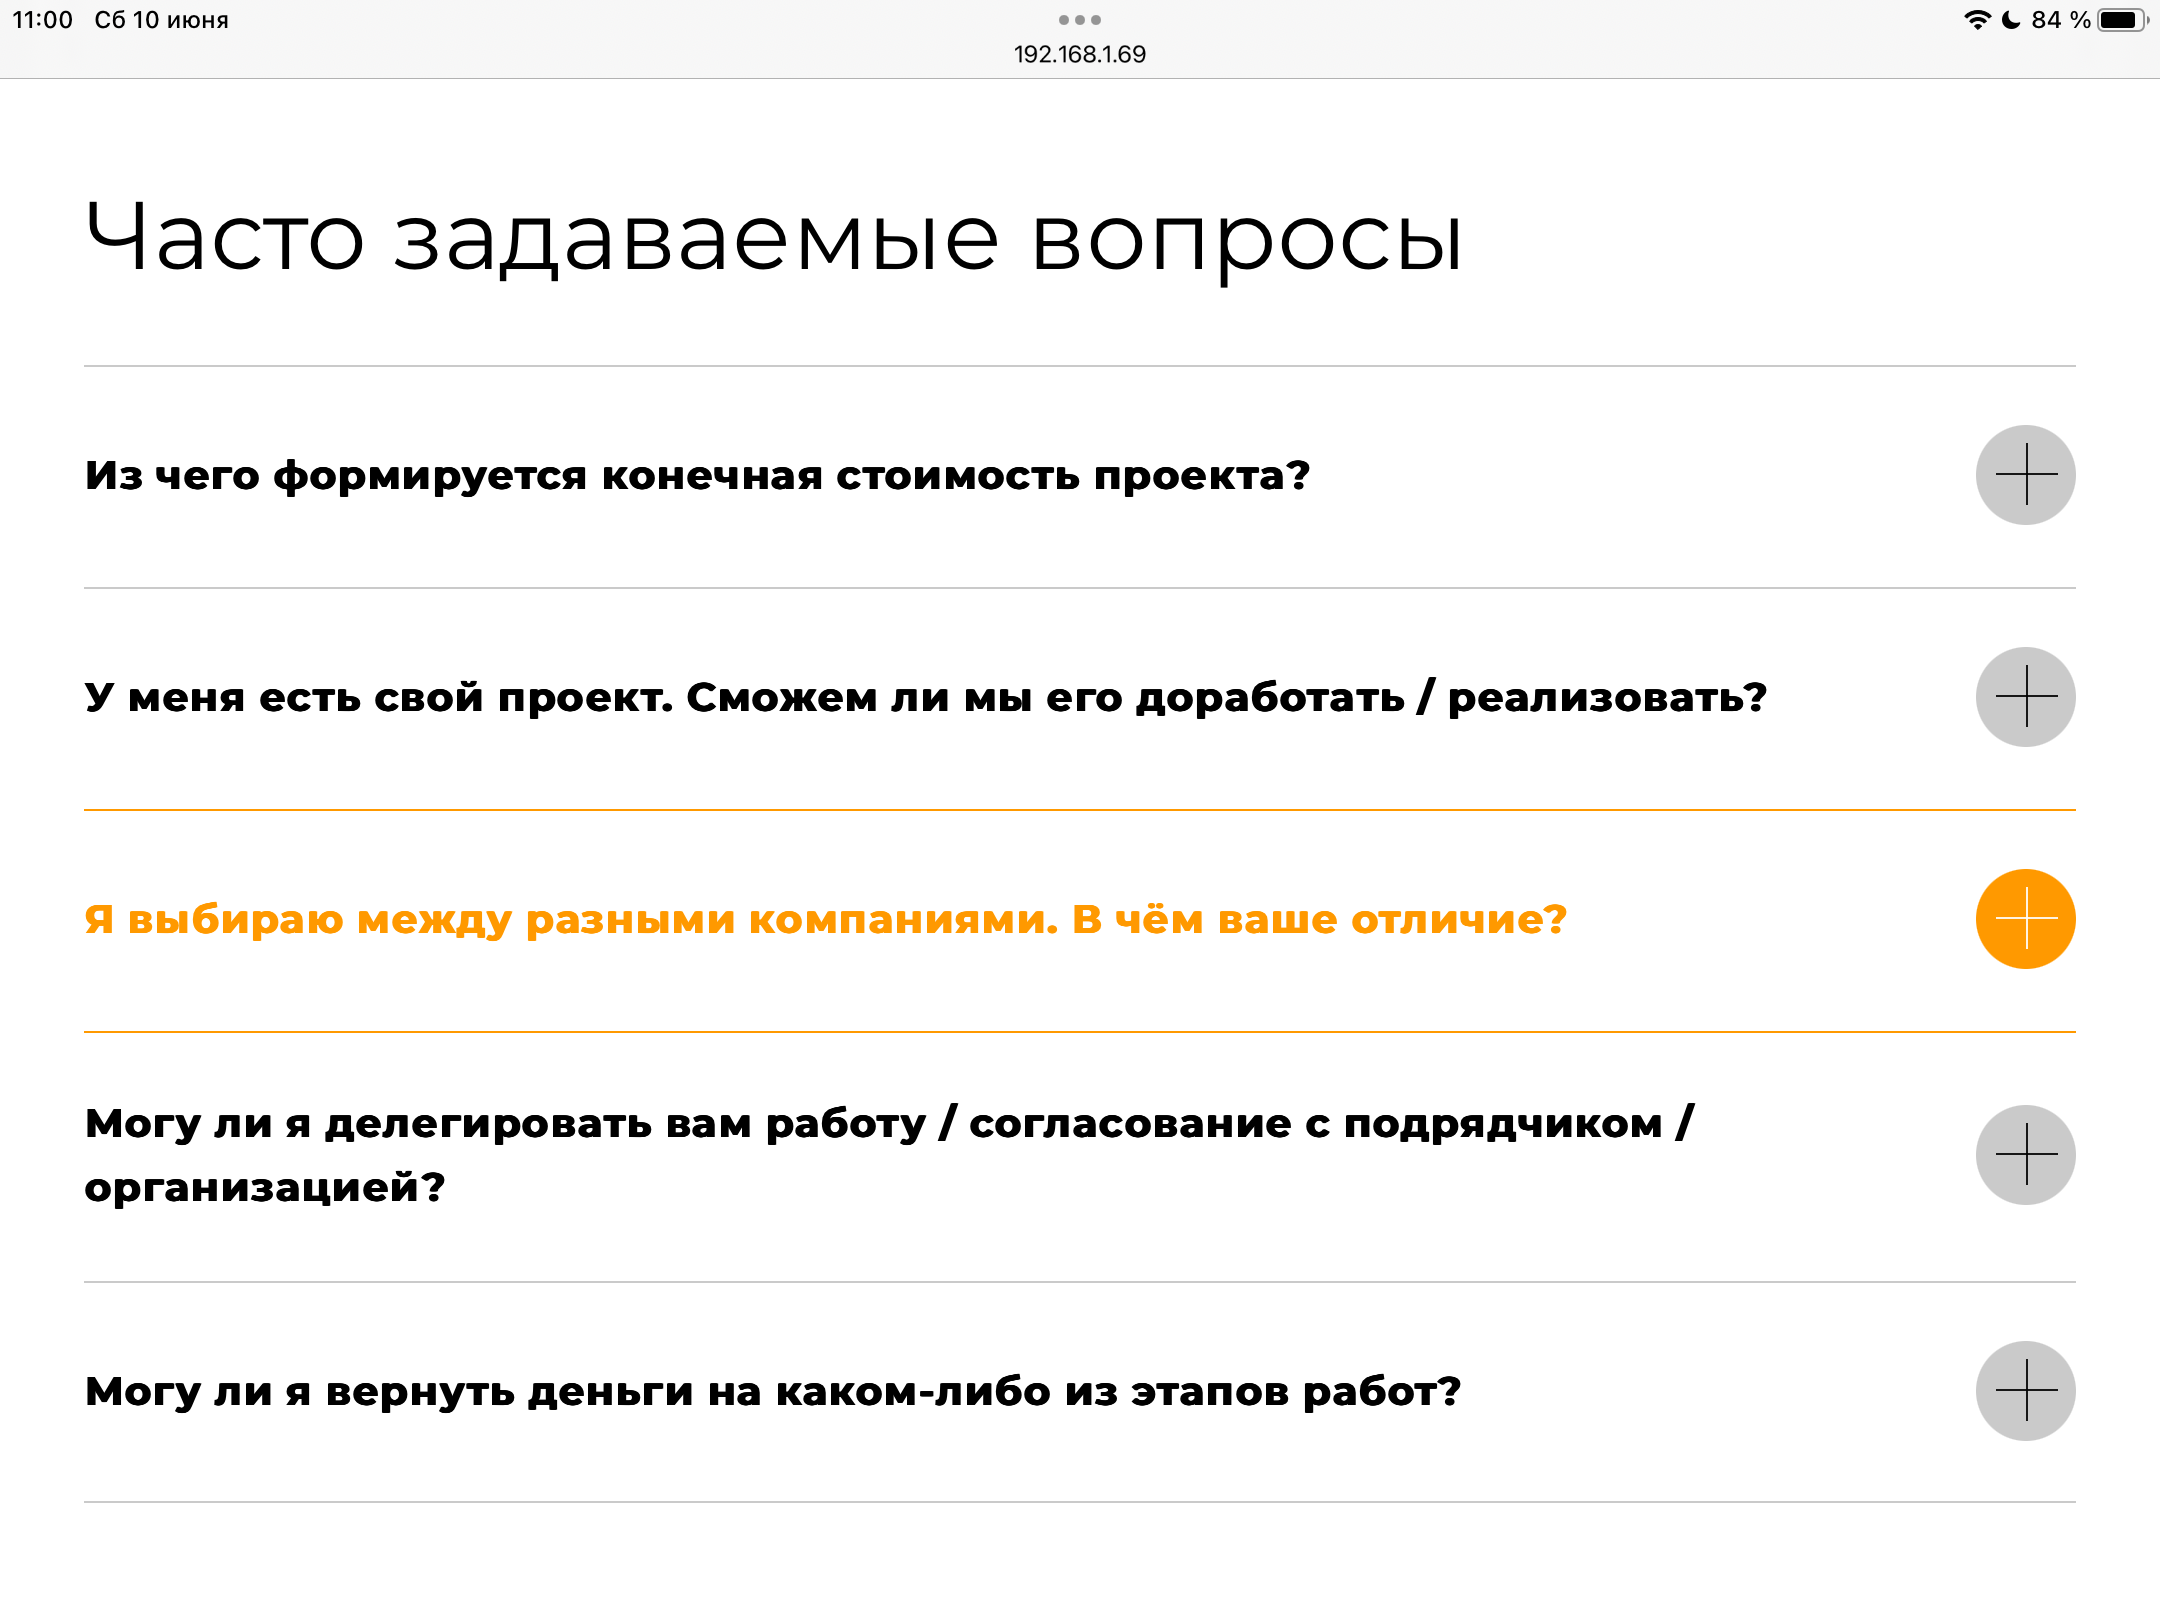 11:00 Сб 10 июня
84 %
192.168.1.69
Часто задаваемые вопросы
Из чего формируется конечная стоимость проекта?
У меня есть свой проект. Сможем ли мы его доработать / реализовать?
Я выбираю между разными компаниями. В чём ваше отличие?
Могу ли я делегировать вам работу / согласование с подрядчиком /
организацией?
Могу ли я вернуть деньги на каком-либо из этапов работ?